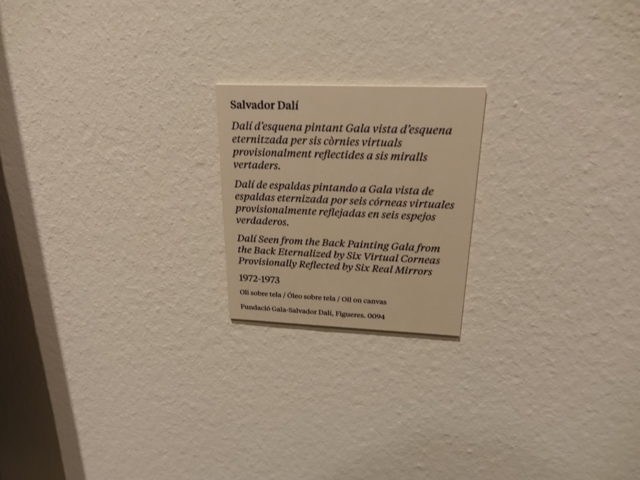 Salvador Dalí
Dalí d'esquena pintant Gala vista d'esquena
eternitzada per sis còrnies virtuals
provisionalment reflectides a sis miralls
vertaders.
Dalí de espaldas pintando a Gala vista de
espaldas eternizada por seis córneas virtuales
provisionalmente reflejadas en seis espejos
verdaderos.
Dalí Seen from the Back Painting Gala from
the Back Eternalized by Six Virtual Corneas
Provisionally Reflected by Six Real Mirrors
1972-1973
Oli sobre tela / Óleo sobre tela / Oil on canvas
Fundació Gala-Salvador Dalí, Figueres. 0094